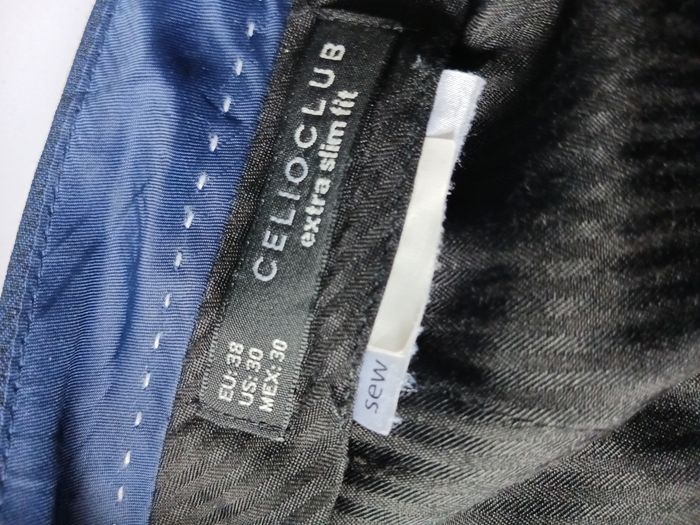 CELIOCLUB
extra slim fit
EU: 38
US: 30
MEX: 30
sew